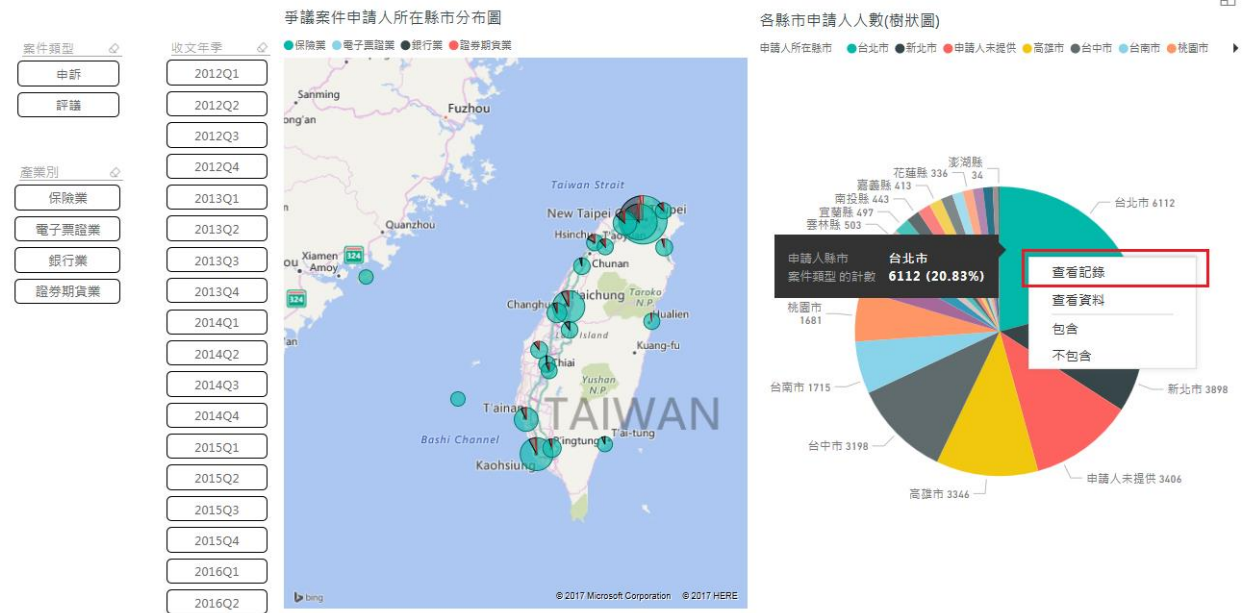 案件類型
申訴
評議
產業別
保險業
電子票證業
銀行業
證券期貨業
收文年季
2012Q1
2012Q2
2012Q3
2012Q4
2013Q1
2013Q2
2013Q3
2013Q4
2014Q1
2014Q2
2014Q3
2014Q4
2015Q1
2015Q2
2015Q3
2015Q4
2016Q1
2016Q2
爭議案件申請人所在縣市分布圖
保險業 電子票證業 銀行業 證券期貨業
Sanming
Fuzhou
ong'an
Taiwan Strait
New Taipei
Quanzhou
Hsinchu
Xiamen
Amoy
324
324
Chunan
Taroko
N.P.
Hualien
Kuang-fu
Yushan
N.P.
TAIWAN
T'ainan
T'ai-tung
Bashi Channel
Kaohsiung
bing
© 2017 Microsoft Corporation © 2017 HERE
各縣市申請人人數(樹狀圖)
申請人所在縣市 台北市 新北市 申請人未提供 高雄市 台中市 台南市 桃園市
澎湖縣
34
花蓮縣 336
嘉義縣 413
南投縣 443
宜蘭縣 497
雲林縣 503
台北市 6112
申請人縣市 台北市
案件類型 的計數 6112 (20.83%)
查看記錄
查看資料
包含
不包含
桃園市
1681
台南市 1715
新北市 3898
台中市 3198
申請人未提供 3406
高雄市 3346